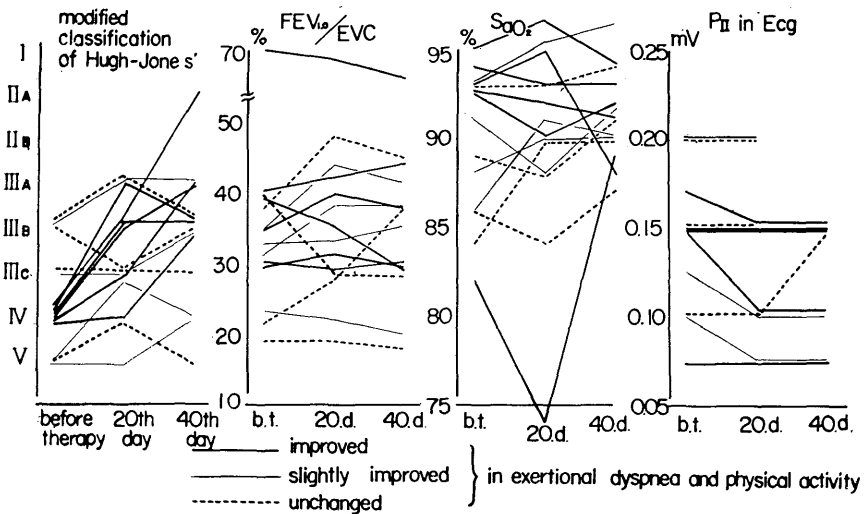 modified
classification
of Hugh-Jones'
I
IIA
IIB
IIIA
IIIB
IIIC
IV
V
before therapy
20th day
40th day
FEV1.0/EVC
%
70
50
40
30
20
10
b.t.
20.d.
40.d.
SaO2
%
95
90
85
80
75
b.t.
20.d.
40.d.
PII in Ecg
mV
0.25
0.20
0.15
0.10
0.05
b.t.
20.d.
40.d.
improved
slightly improved
unchanged
in exertional dyspnea and physical activity